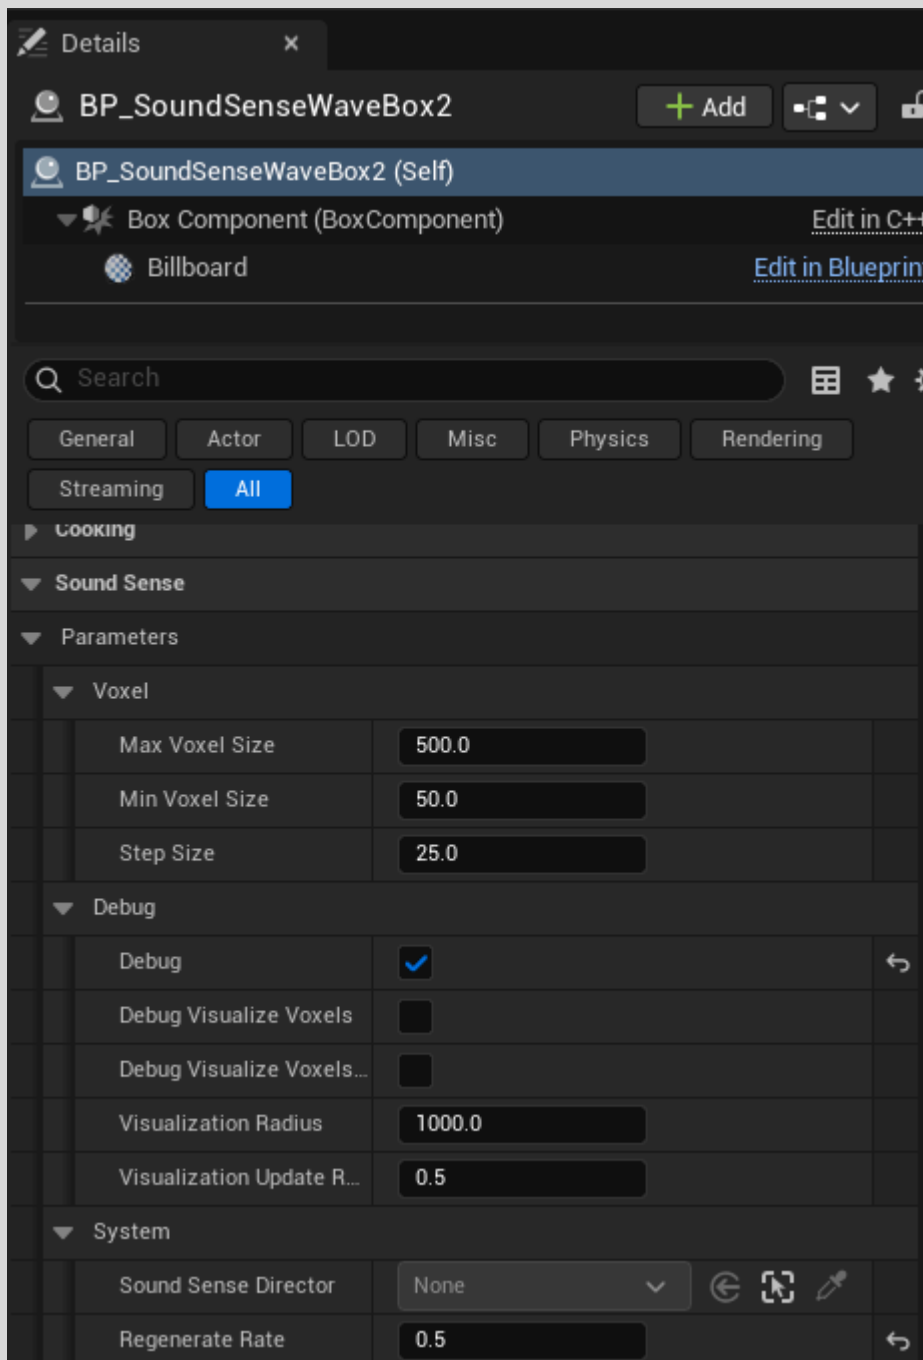 Details
BP_SoundSenseWaveBox2
Add
BP_SoundSenseWaveBox2 (Self)
Box Component (BoxComponent) Edit in C++
Billboard Edit in Blueprin
Search
General Actor LOD Misc Physics Rendering
Streaming All
Cooking
Sound Sense
Parameters
Voxel
Max Voxel Size 500.0
Min Voxel Size 50.0
Step Size 25.0
Debug
Debug
Debug Visualize Voxels
Debug Visualize Voxels...
Visualization Radius 1000.0
Visualization Update R... 0.5
System
Sound Sense Director None
Regenerate Rate 0.5